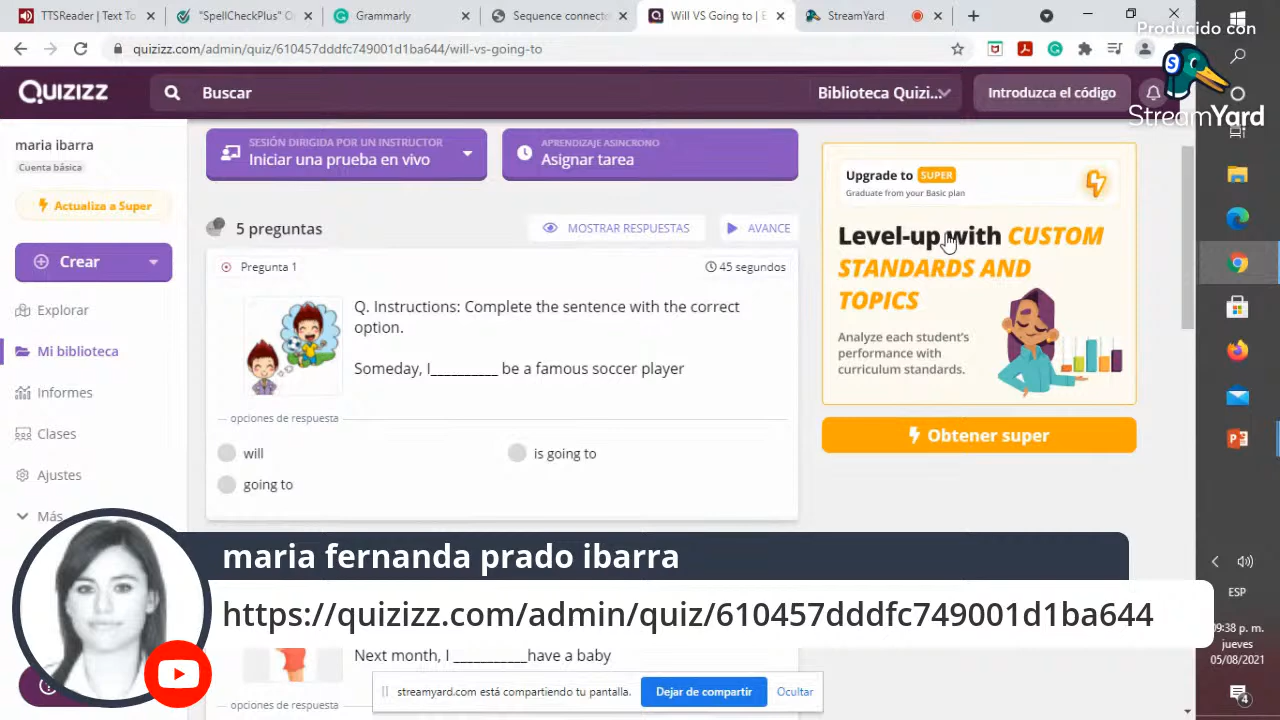 TTSReader | Text To
"SpellCheckPlus" O
Grammarly
Sequence connecto
Will VS Going to | E
StreamYard
Producido con
StreamYard
quizizz.com/admin/quiz/610457dddfc749001d1ba644/will-vs-going-to
QUIZIZZ
Buscar
Biblioteca Quizi...
Introduzca el código
maria ibarra
Cuenta básica
Actualiza a Super
Crear
Explorar
Mi biblioteca
Informes
Clases
Ajustes
Más
SESIÓN DIRIGIDA POR UN INSTRUCTOR
Iniciar una prueba en vivo
APRENDIZAJE ASÍNCRONO
Asignar tarea
5 preguntas
MOSTRAR RESPUESTAS
AVANCE
Pregunta 1
45 segundos
Q. Instructions: Complete the sentence with the correct
option.
Someday, I__________ be a famous soccer player
opciones de respuesta
will
is going to
going to
Upgrade to SUPER
Graduate from your Basic plan
Level-up with CUSTOM
STANDARDS AND
TOPICS
Analyze each student's
performance with
curriculum standards.
Obtener super
maria fernanda prado ibarra
https://quizizz.com/admin/quiz/610457dddfc749001d1ba644
Next month, I ___________have a baby
opciones de respuesta
streamyard.com está compartiendo tu pantalla.
Dejar de compartir
Ocultar
ESP
09:38 p. m.
jueves
05/08/2021
4